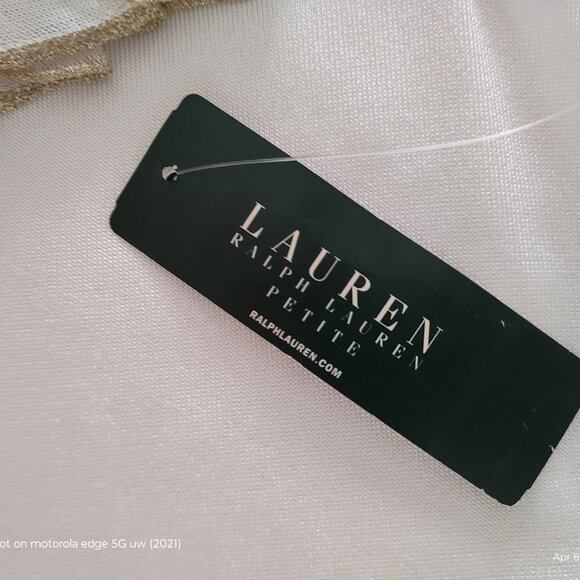 LAUREN
RALPH LAUREN
PETITE
RALPHLAUREN.COM
ot on motorola edge 5G uw (2021)
Apr 8